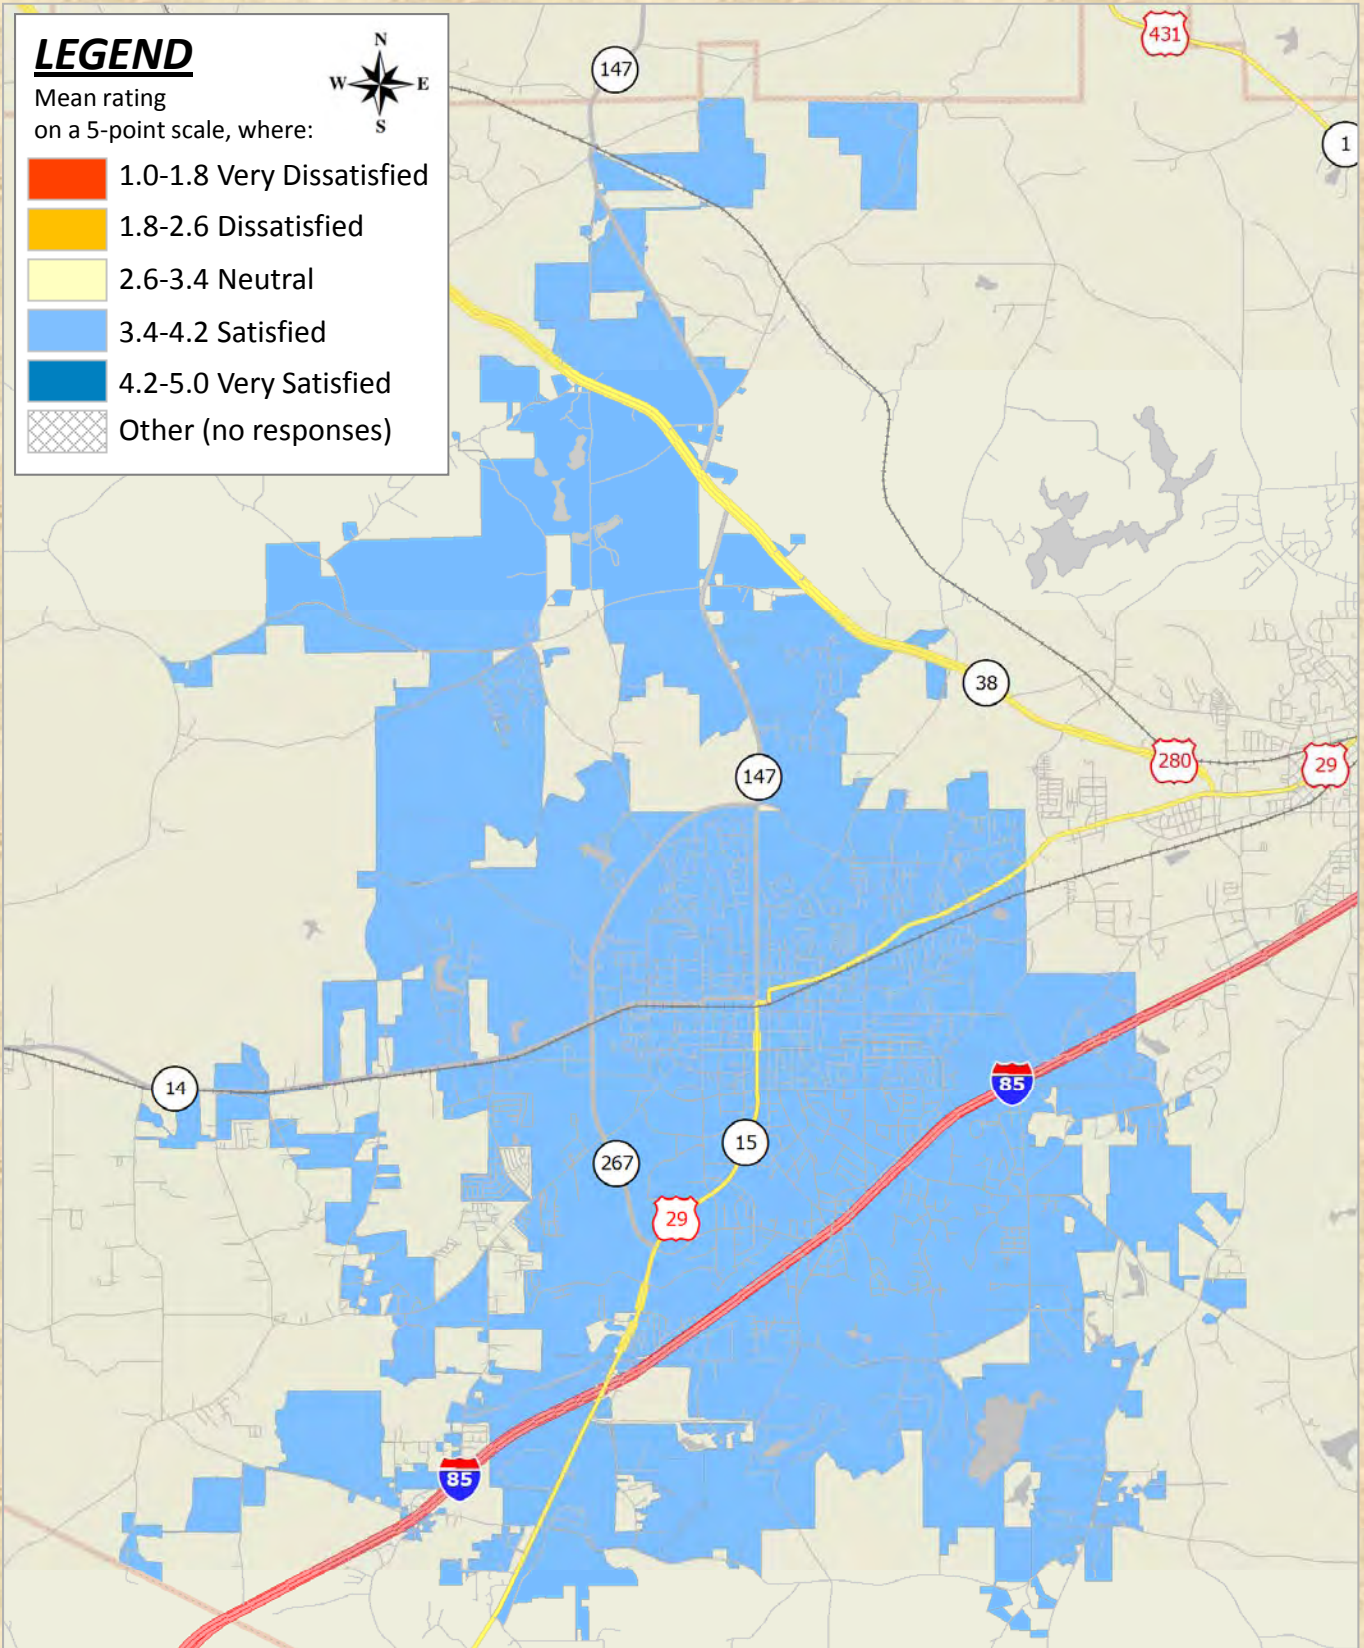 LEGEND
Mean rating
on a 5-point scale, where:
1.0-1.8 Very Dissatisfied
1.8-2.6 Dissatisfied
2.6-3.4 Neutral
3.4-4.2 Satisfied
4.2-5.0 Very Satisfied
Other (no responses)
N
W E
S
147
431
1
38
280
29
147
14
85
15
267
29
85